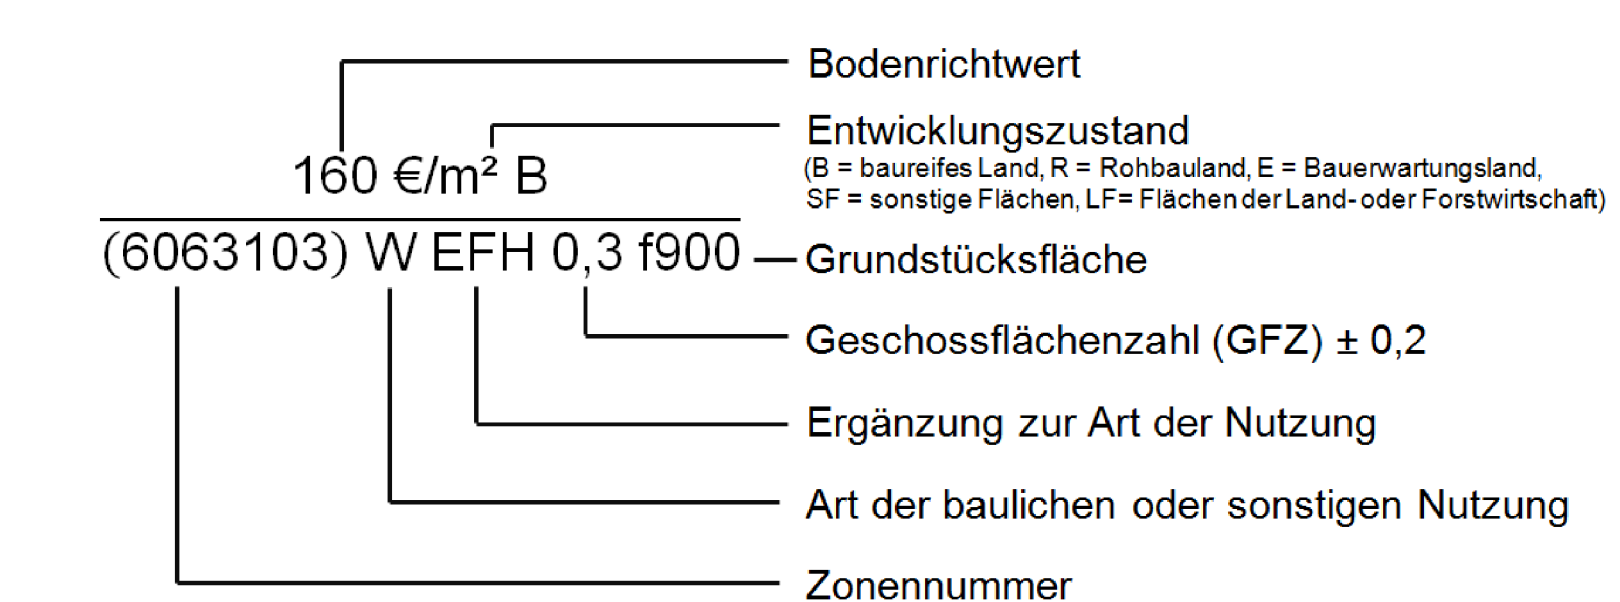 Bodenrichtwert
Entwicklungszustand
(B = baureifes Land, R = Rohbauland, E = Bauerwartungsland,
SF = sonstige Flächen, LF= Flächen der Land- oder Forstwirtschaft)
160 €/m² B
(6063103) W EFH 0,3 f900
Grundstücksfläche
Geschossflächenzahl (GFZ) ± 0,2
Ergänzung zur Art der Nutzung
Art der baulichen oder sonstigen Nutzung
Zonennummer